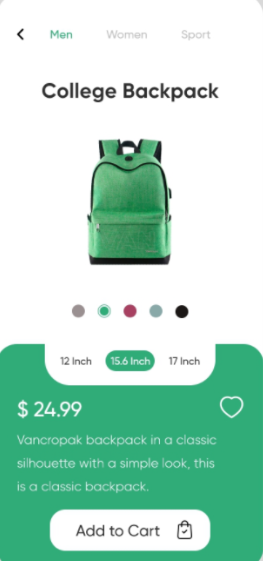 Men Women Sport
College Backpack
12 Inch 15.6 Inch 17 Inch
$ 24.99
Vancropak backpack in a classic
silhouette with a simple look, this
is a classic backpack.
Add to Cart